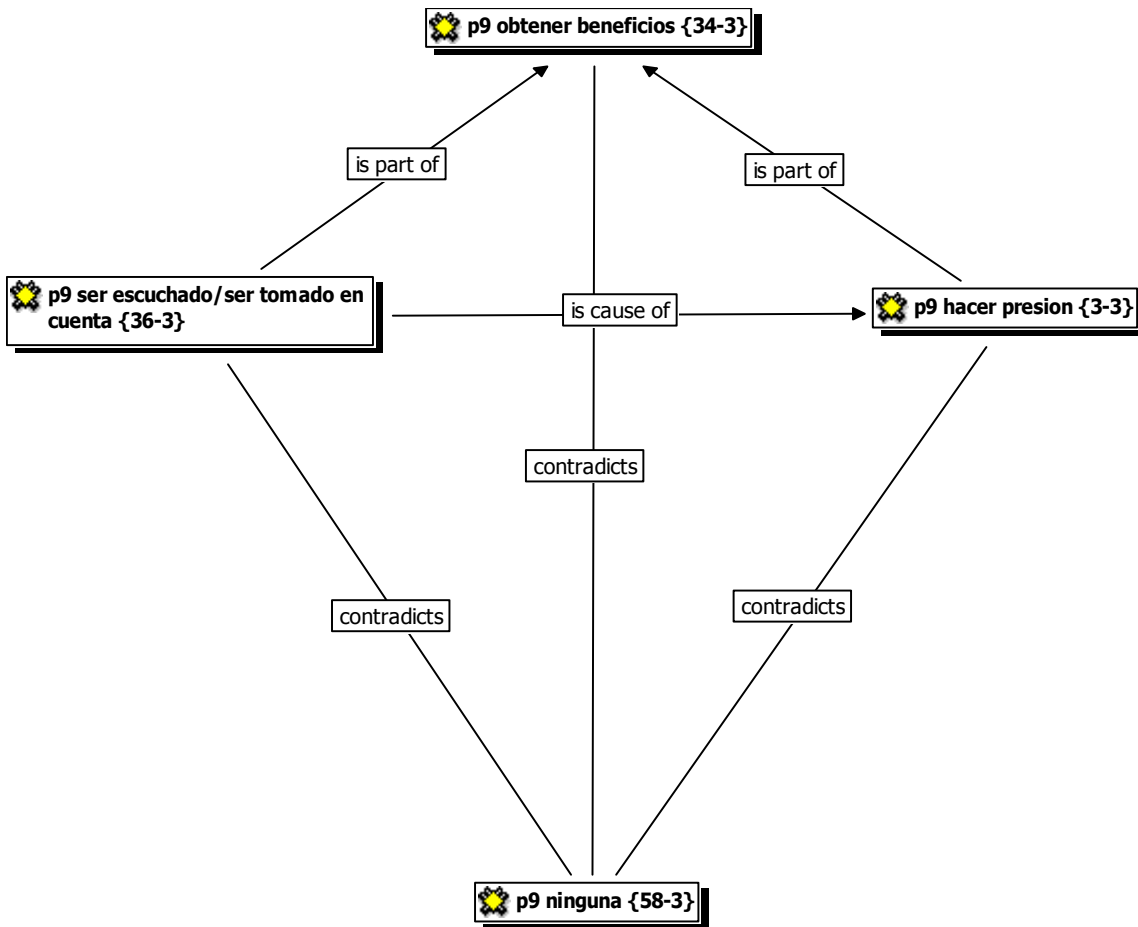 p9 obtener beneficios {34-3}
is part of
is part of
p9 ser escuchado/ser tomado en
cuenta {36-3}
is cause of
p9 hacer presion {3-3}
contradicts
contradicts
contradicts
p9 ninguna {58-3}